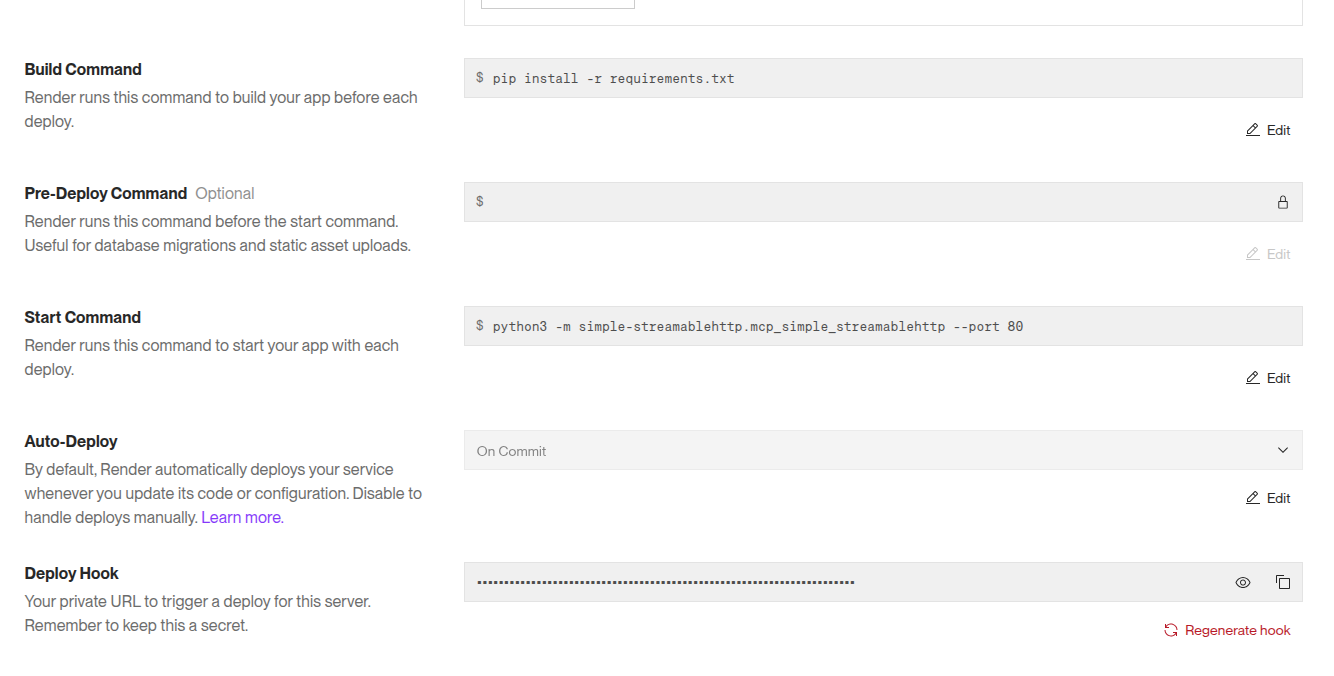 Build Command
$ pip install -r requirements.txt
Render runs this command to build your app before each
deploy.
Edit
Pre-Deploy Command Optional
$
Render runs this command before the start command.
Useful for database migrations and static asset uploads.
Edit
Start Command
$ python3 -m simple-streamablehttp.mcp_simple_streamablehttp --port 80
Render runs this command to start your app with each
deploy.
Edit
Auto-Deploy
On Commit
By default, Render automatically deploys your service
whenever you update its code or configuration. Disable to
handle deploys manually. Learn more.
Edit
Deploy Hook
Your private URL to trigger a deploy for this server.
Remember to keep this a secret.
Regenerate hook